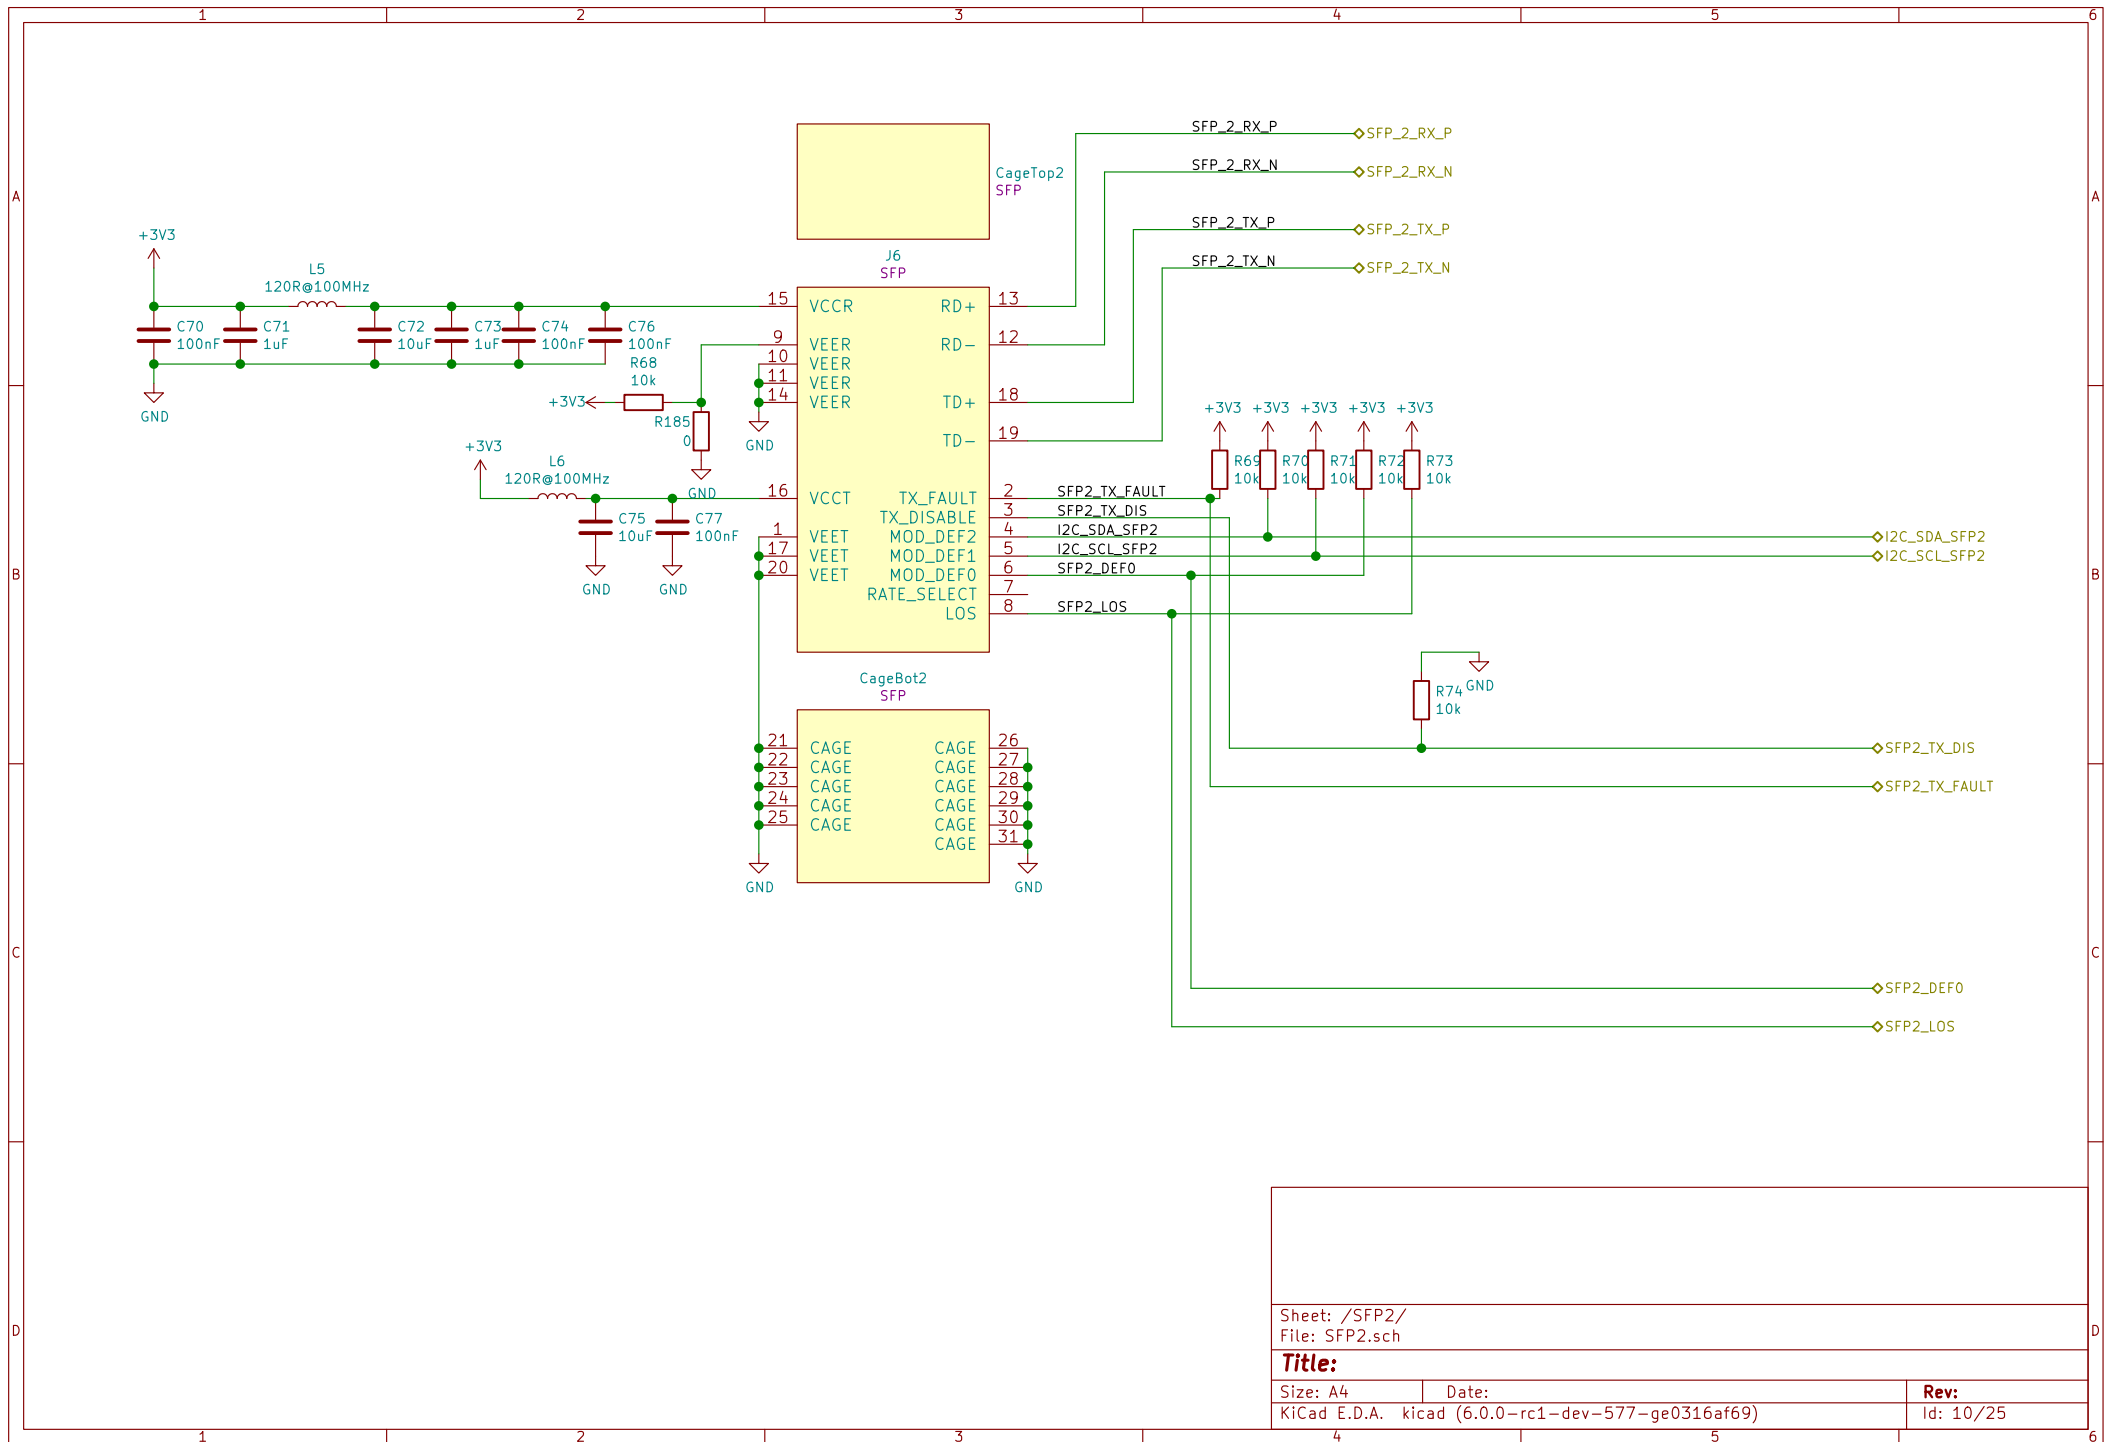 1 2 3 4 5 6
SFP_2_RX_P SFP_2_RX_P
A A
CageTop2
SFP_2_RX_N SFP_2_RX_N
SFP
SFP_2_TX_P SFP_2_TX_P
+3V3
J6
SFP_2_TX_N SFP_2_TX_N
L5
SFP
120R@100MHz
15 VCCR RD+ 13
C70 C71 C72 C73 C74 C76
100nF 1uF 10uF 1uF 100nF 100nF
9 VEER RD- 12
R68
10 VEER
10k
11 VEER
+3V3
14 VEER TD+ 18
GND
+3V3 +3V3 +3V3 +3V3 +3V3
R185
0
GND
19 TD-
+3V3
L6
120R@100MHz
R69 R70 R71 R72 R73
10k 10k 10k 10k 10k
GND
16 VCCT TX_FAULT 2 SFP2_TX_FAULT
TX_DISABLE 3 SFP2_TX_DIS
C75 C77
10uF 100nF
1 VEET MOD_DEF2 4 I2C_SDA_SFP2 I2C_SDA_SFP2
17 VEET MOD_DEF1 5 I2C_SCL_SFP2 I2C_SCL_SFP2
20 VEET MOD_DEF0 6 SFP2_DEF0
B B
GND GND
RATE_SELECT 7
LOS 8 SFP2_LOS
CageBot2
SFP
GND
R74
10k
21 CAGE CAGE 26
SFP2_TX_DIS
22 CAGE CAGE 27
23 CAGE CAGE 28
SFP2_TX_FAULT
24 CAGE CAGE 29
25 CAGE CAGE 30
CAGE 31
GND GND
C C
SFP2_DEF0
SFP2_LOS
Sheet: /SFP2/
D D
File: SFP2.sch
Title:
Size: A4 Date: Rev:
KiCad E.D.A. kicad (6.0.0-rc1-dev-577-ge0316af69) Id: 10/25
1 2 3 4 5 6